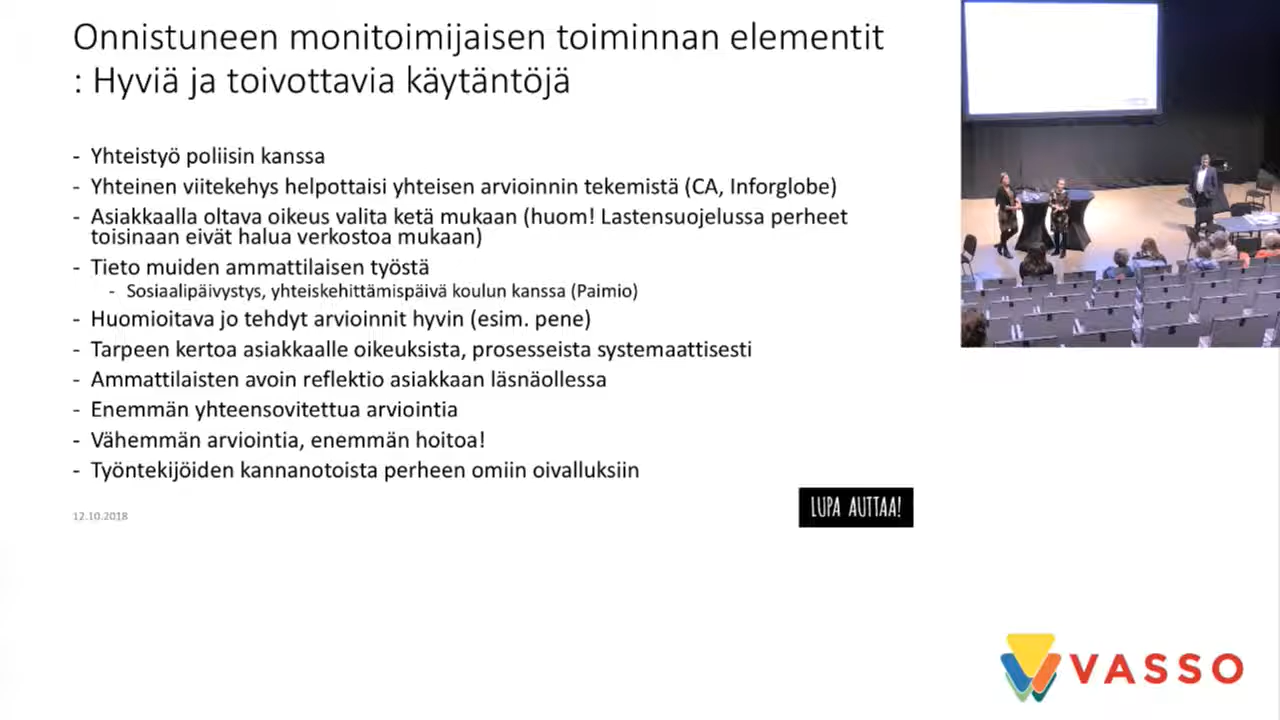 Onnistuneen monitoimijaisen toiminnan elementit
: Hyviä ja toivottavia käytäntöjä
- Yhteistyö poliisin kanssa
- Yhteinen viitekehys helpottaisi yhteisen arvioinnin tekemistä (CA, Inforglobe)
- Asiakkaalla oltava oikeus valita ketä mukaan (huom! Lastensuojelussa perheet
toisinaan eivät halua verkostoa mukaan)
- Tieto muiden ammattilaisen työstä
- Sosiaalipäivystys, yhteiskehittämispäivä koulun kanssa (Paimio)
- Huomioitava jo tehdyt arvioinnit hyvin (esim. pene)
- Tarpeen kertoa asiakkaalle oikeuksista, prosesseista systemaattisesti
- Ammattilaisten avoin reflektio asiakkaan läsnäollessa
- Enemmän yhteensovitettua arviointia
- Vähemmän arviointia, enemmän hoitoa!
- Työntekijöiden kannanotoista perheen omiin oivalluksiin
12.10.2018
LUPA AUTTAA!
VASSO